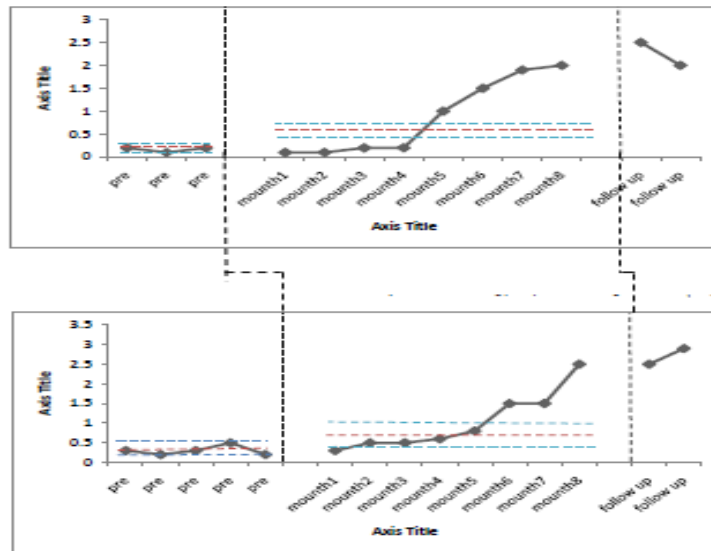 3
2.5
2
1.5
1
0.5
0
Axis Title
pre
pre
pre
mounth1
mounth2
mounth3
mounth4
mounth5
mounth6
mounth7
mounth8
follow up
follow up
Axis Title
3.5
3
2.5
2
1.5
1
0.5
0
Axis Title
pre
pre
pre
pre
pre
mounth1
mounth2
mounth3
mounth4
mounth5
mounth6
mounth7
mounth8
follow up
follow up
Axis Title